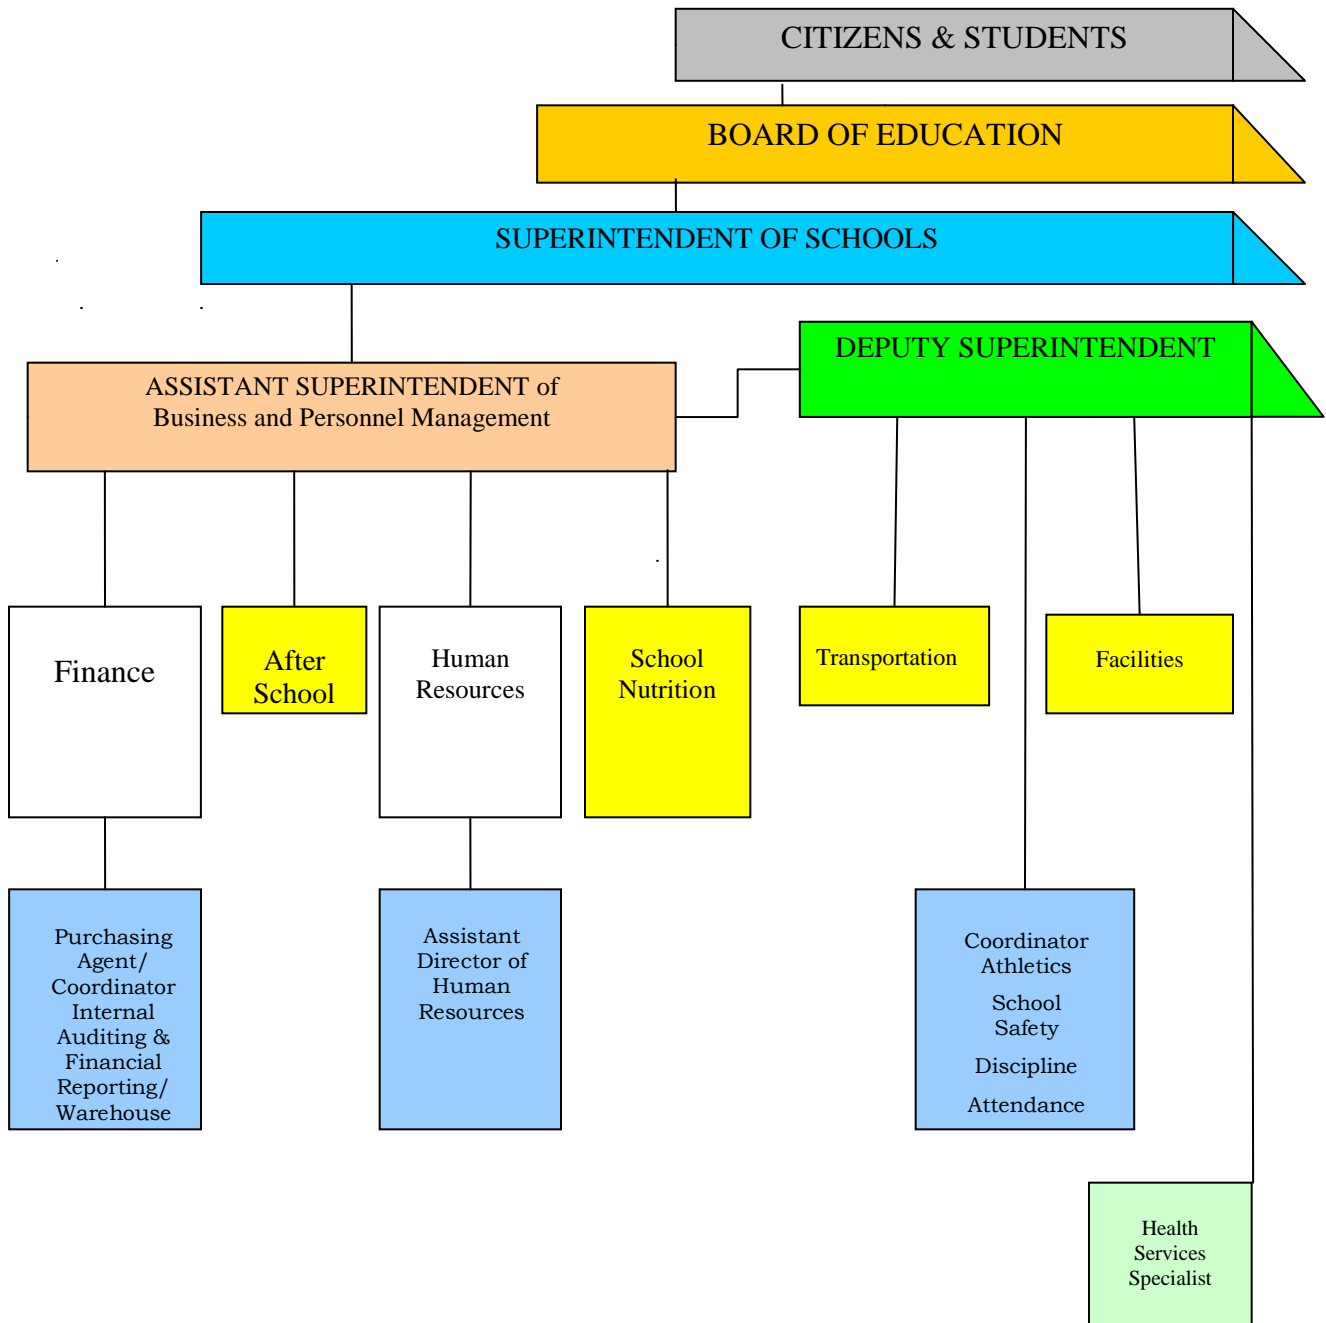 CITIZENS & STUDENTS
BOARD OF EDUCATION
SUPERINTENDENT OF SCHOOLS
DEPUTY SUPERINTENDENT
ASSISTANT SUPERINTENDENT of
Business and Personnel Management
Finance
After
School
Human
Resources
School
Nutrition
Transportation
Facilities
Purchasing
Agent/
Coordinator
Internal
Auditing &
Financial
Reporting/
Warehouse
Assistant
Director of
Human
Resources
Coordinator
Athletics
School
Safety
Discipline
Attendance
Health
Services
Specialist